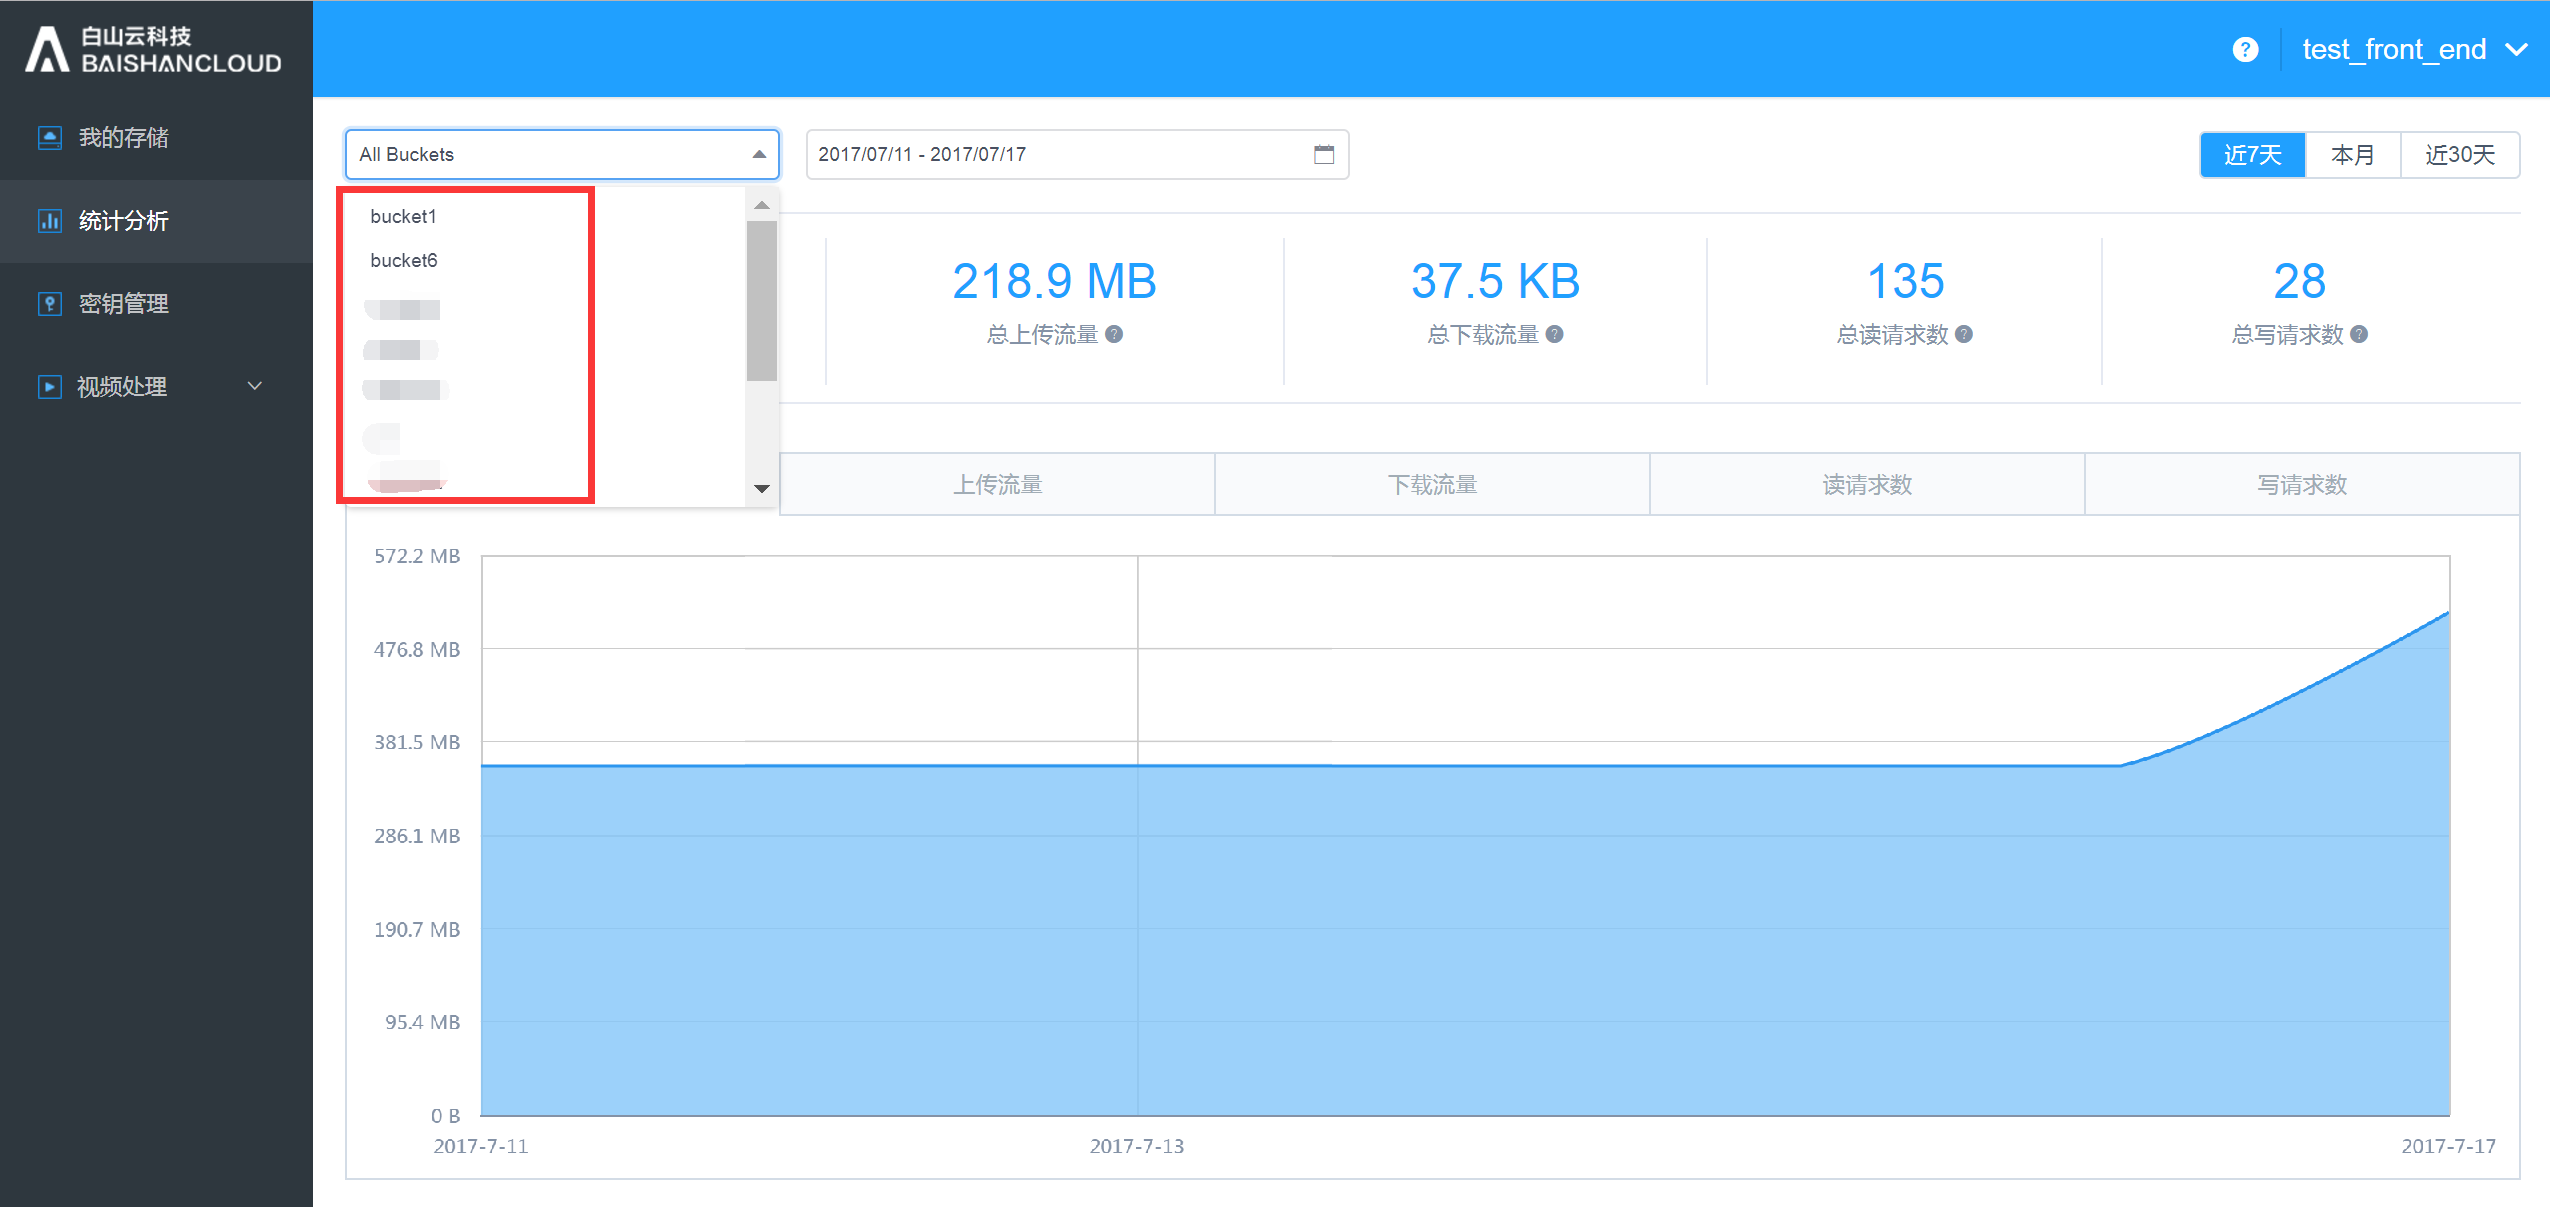 白山云科技
BAISHANCLOUD
test_front_end
我的存储
统计分析
密钥管理
视频处理
All Buckets
2017/07/11 - 2017/07/17
近7天
本月
近30天
bucket1
bucket6
218.9 MB
总上传流量
37.5 KB
总下载流量
135
总读请求数
28
总写请求数
上传流量
下载流量
读请求数
写请求数
572.2 MB
476.8 MB
381.5 MB
286.1 MB
190.7 MB
95.4 MB
0 B
2017-7-11
2017-7-13
2017-7-17